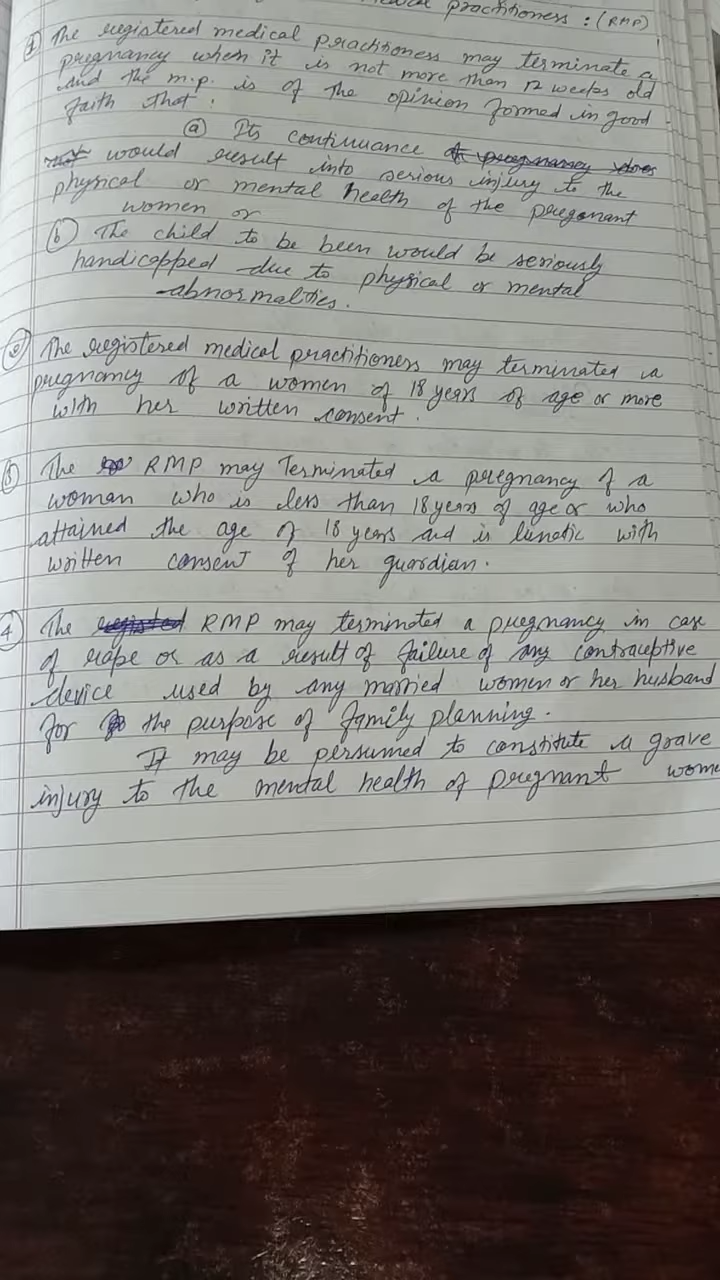 practitioness : (RMP)
1 The registered medical practitioness may terminate a
pregnancy when it is not more than 12 weeks old
and the m.p. is of the opinion formed in good
faith that :
(a) Its continuance
would result into serious injury to the
physical or mental health of the pregnant
women or
(b) The child to be been would be seriously
handicapped due to physical or mental
abnormalties.
The registered medical practitioness may terminated a
pregnancy of a women of 18 years of age or more
with her written consent.
3 The RMP may Terminated a pregnancy of a
woman who is less than 18 years of age or who
attained the age of 18 years and is lunatic with
written consent of her guardian.
4 The RMP may terminated a pregnancy in case
of rape or as a result of failure of any contraceptive
device used by any married women or her husband
for the purpose of family planning.
It may be persumed to constitute a grave
injury to the mental health of pregnant wome